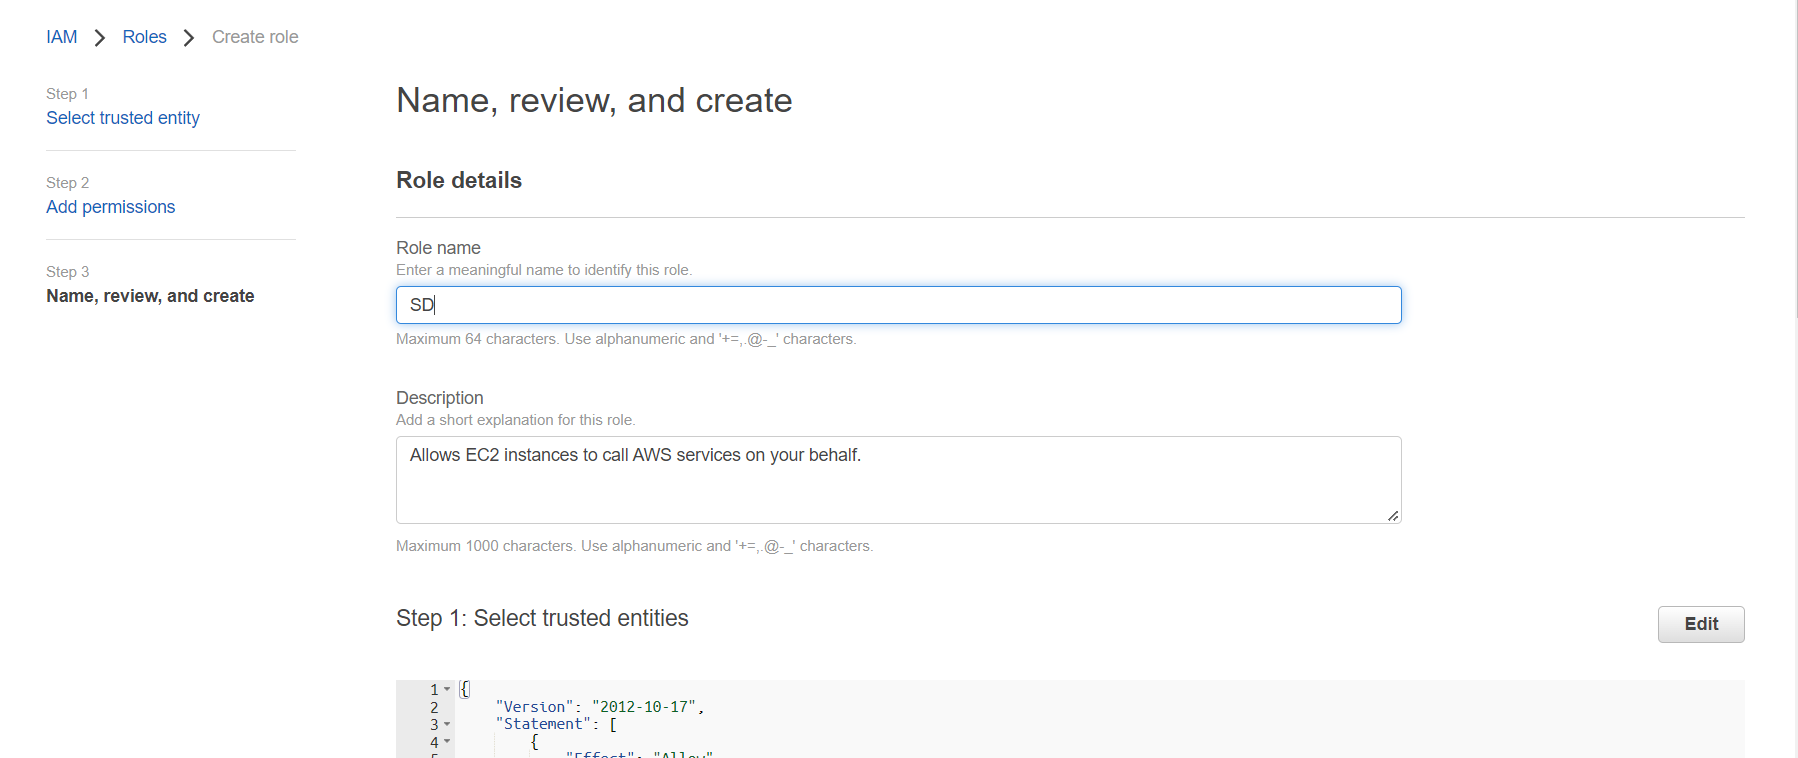 IAM > Roles > Create role
Step 1
Select trusted entity
Step 2
Add permissions
Step 3
Name, review, and create
Name, review, and create
Role details
Role name
Enter a meaningful name to identify this role.
SD
Maximum 64 characters. Use alphanumeric and '+=,.@-_' characters.
Description
Add a short explanation for this role.
Allows EC2 instances to call AWS services on your behalf.
Maximum 1000 characters. Use alphanumeric and '+=,.@-_' characters.
Step 1: Select trusted entities
Edit
1 {
2 "Version": "2012-10-17",
3 "Statement": [
4 {
5 "Effect": "Allow"